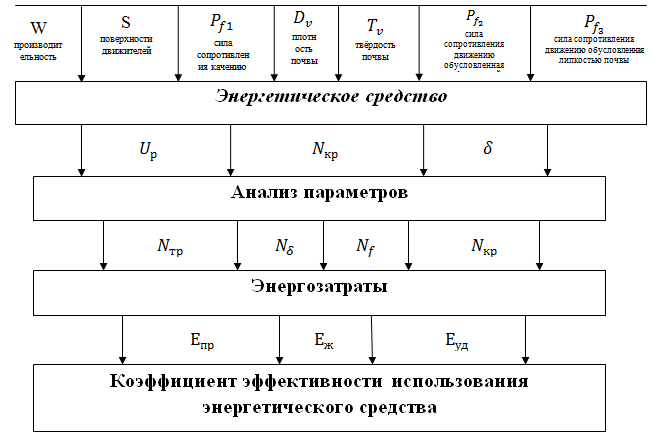 W
производит
ельность
S
поверхности
движителей
P_f1
сила
сопротивлен
ия качению
D_v
плотн
ость
почвы
T_v
твёрдость
почвы
P_f2
сила
сопротивления
движению
обусловленная
P_f3
сила сопротивления
движению обусловленная
липкостью почвы
Энергетическое средство
U_р
N_кр
δ
Анализ параметров
N_тр
N_δ
N_f
N_кр
Энергозатраты
Е_пр
Е_ж
Е_уд
Коэффициент эффективности использования
энергетического средства